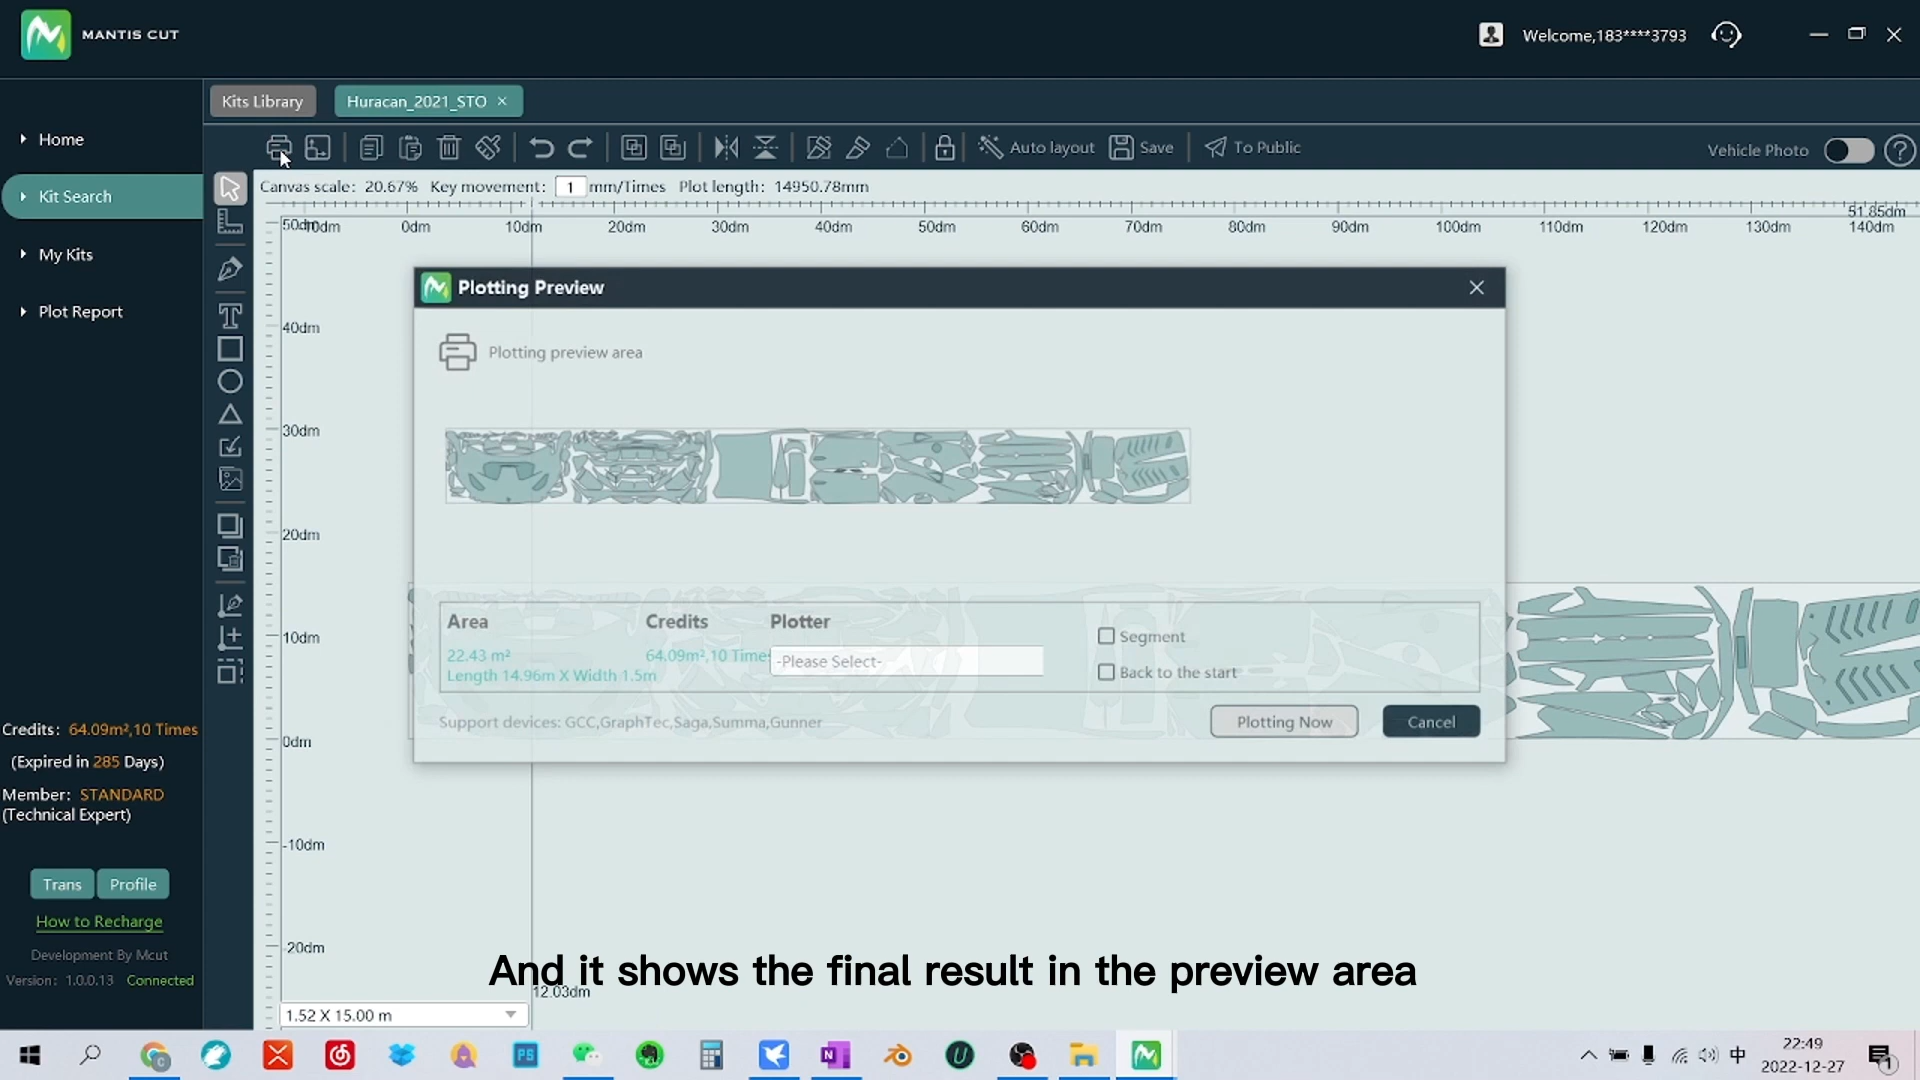 MANTIS CUT
Welcome,183****3793
Kits Library
Huracan_2021_STO ×
Home
Kit Search
My Kits
Plot Report
Auto layout
Save
To Public
Vehicle Photo
Canvas scale: 20.67% Key movement: 1 mm/Times Plot length: 14950.78mm
51.85dm
0dm 10dm 20dm 30dm 40dm 50dm 60dm 70dm 80dm 90dm 100dm 110dm 120dm 130dm 140dm
40dm
30dm
20dm
10dm
0dm
-10dm
-20dm
Plotting Preview
Plotting preview area
Area Credits Plotter
22.43 m² 64.09m²,10 Times
Length 14.96m X Width 1.5m
-Please Select-
Segment
Back to the start
Support devices: GCC,GraphTec,Saga,Summa,Gunner
Plotting Now
Cancel
Credits: 64.09m²,10 Times
(Expired in 285 Days)
Member: STANDARD
(Technical Expert)
Trans
Profile
How to Recharge
Development By Mcut
Version: 1.0.0.13 Connected
And it shows the final result in the preview area
12.03dm
1.52 X 15.00 m
PS
N
U
中
22:49
2022-12-27
1